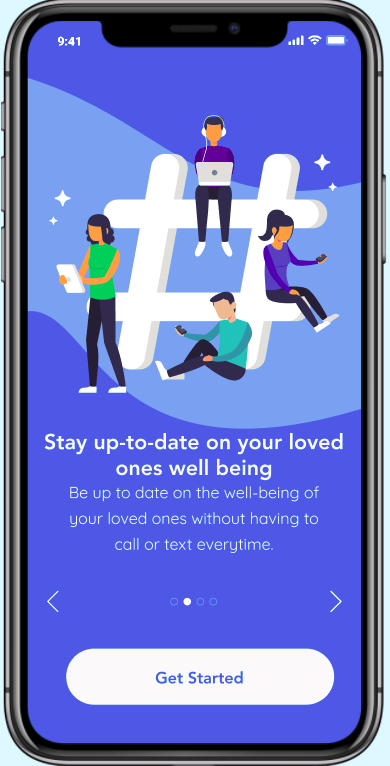 9:41
Stay up-to-date on your loved
ones well being
Be up to date on the well-being of
your loved ones without having to
call or text everytime.
Get Started